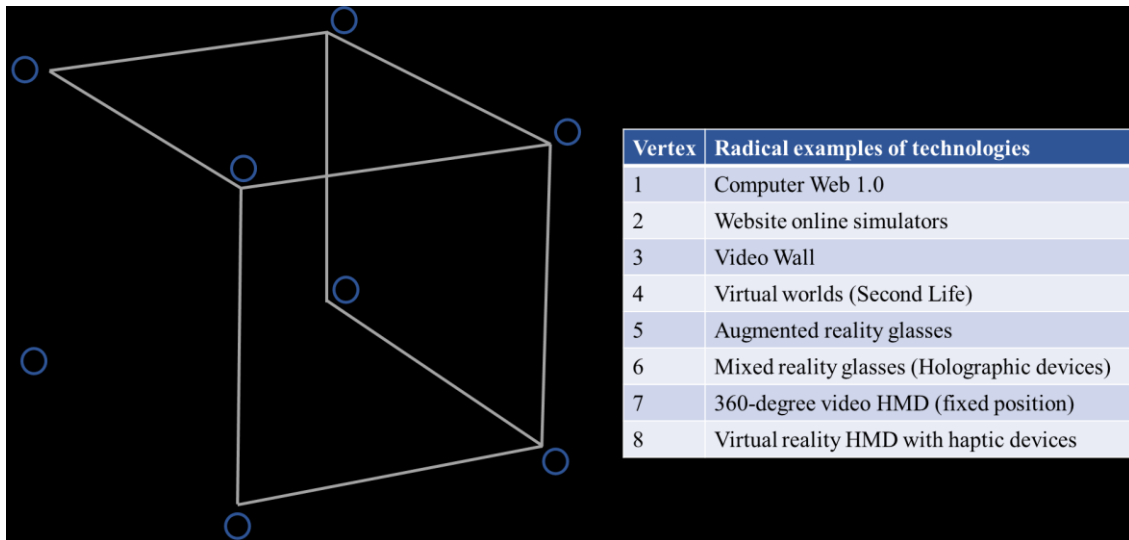 Vertex Radical examples of technologies
1 Computer Web 1.0
2 Website online simulators
3 Video Wall
4 Virtual worlds (Second Life)
5 Augmented reality glasses
6 Mixed reality glasses (Holographic devices)
7 360-degree video HMD (fixed position)
8 Virtual reality HMD with haptic devices